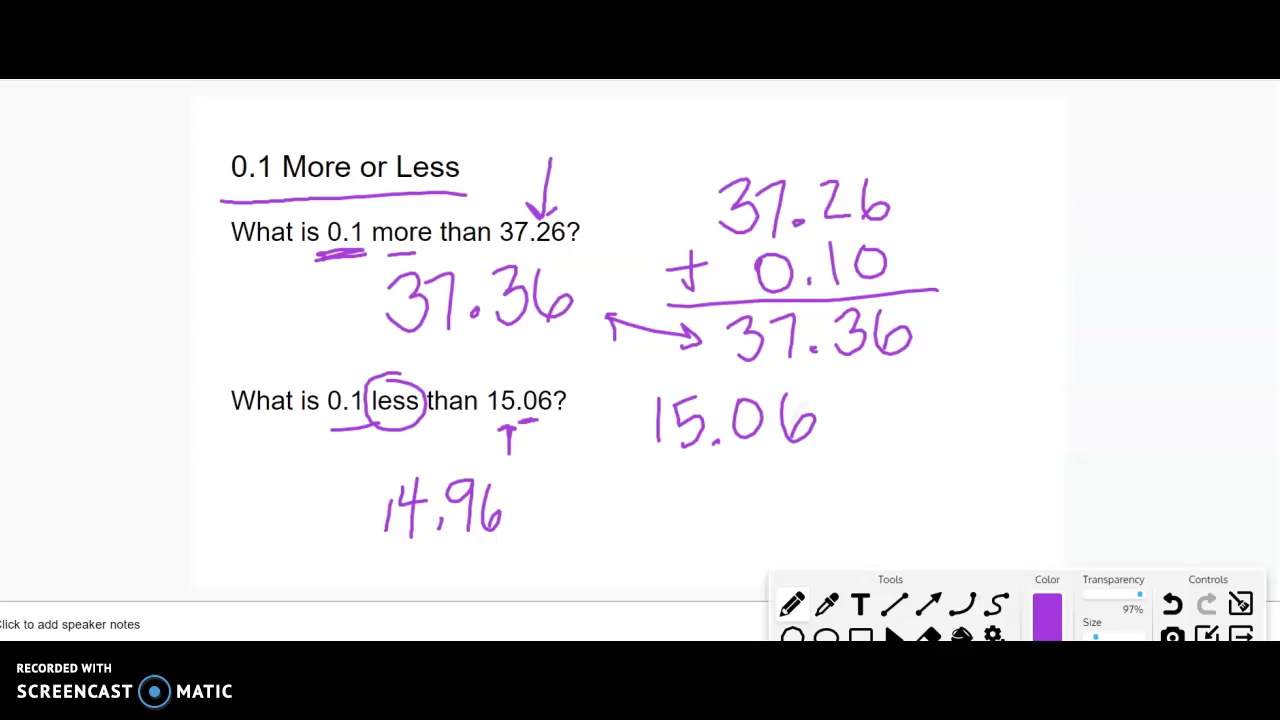 0.1 More or Less
What is 0.1 more than 37.26?
37.36
37.26
+ 0.10
37.36
What is 0.1 less than 15.06?
15.06
14.96
Tools
Color
Transparency
Controls
T
97%
Size
Click to add speaker notes
RECORDED WITH
SCREENCAST MATIC